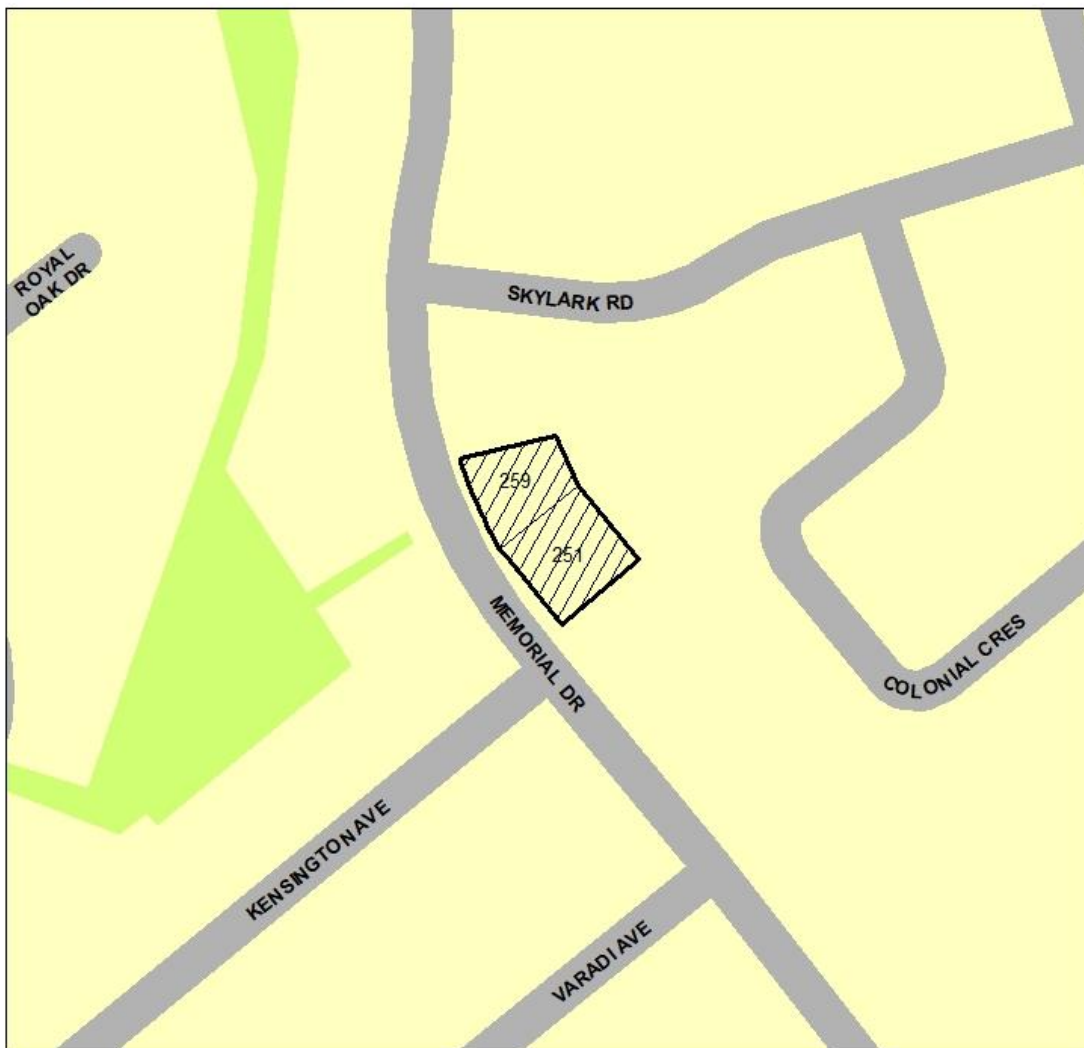 ROYAL
OAK DR
SKYLARK RD
259
251
MEMORIAL DR
COLONIAL CRES
KENSINGTON AVE
VARADI AVE